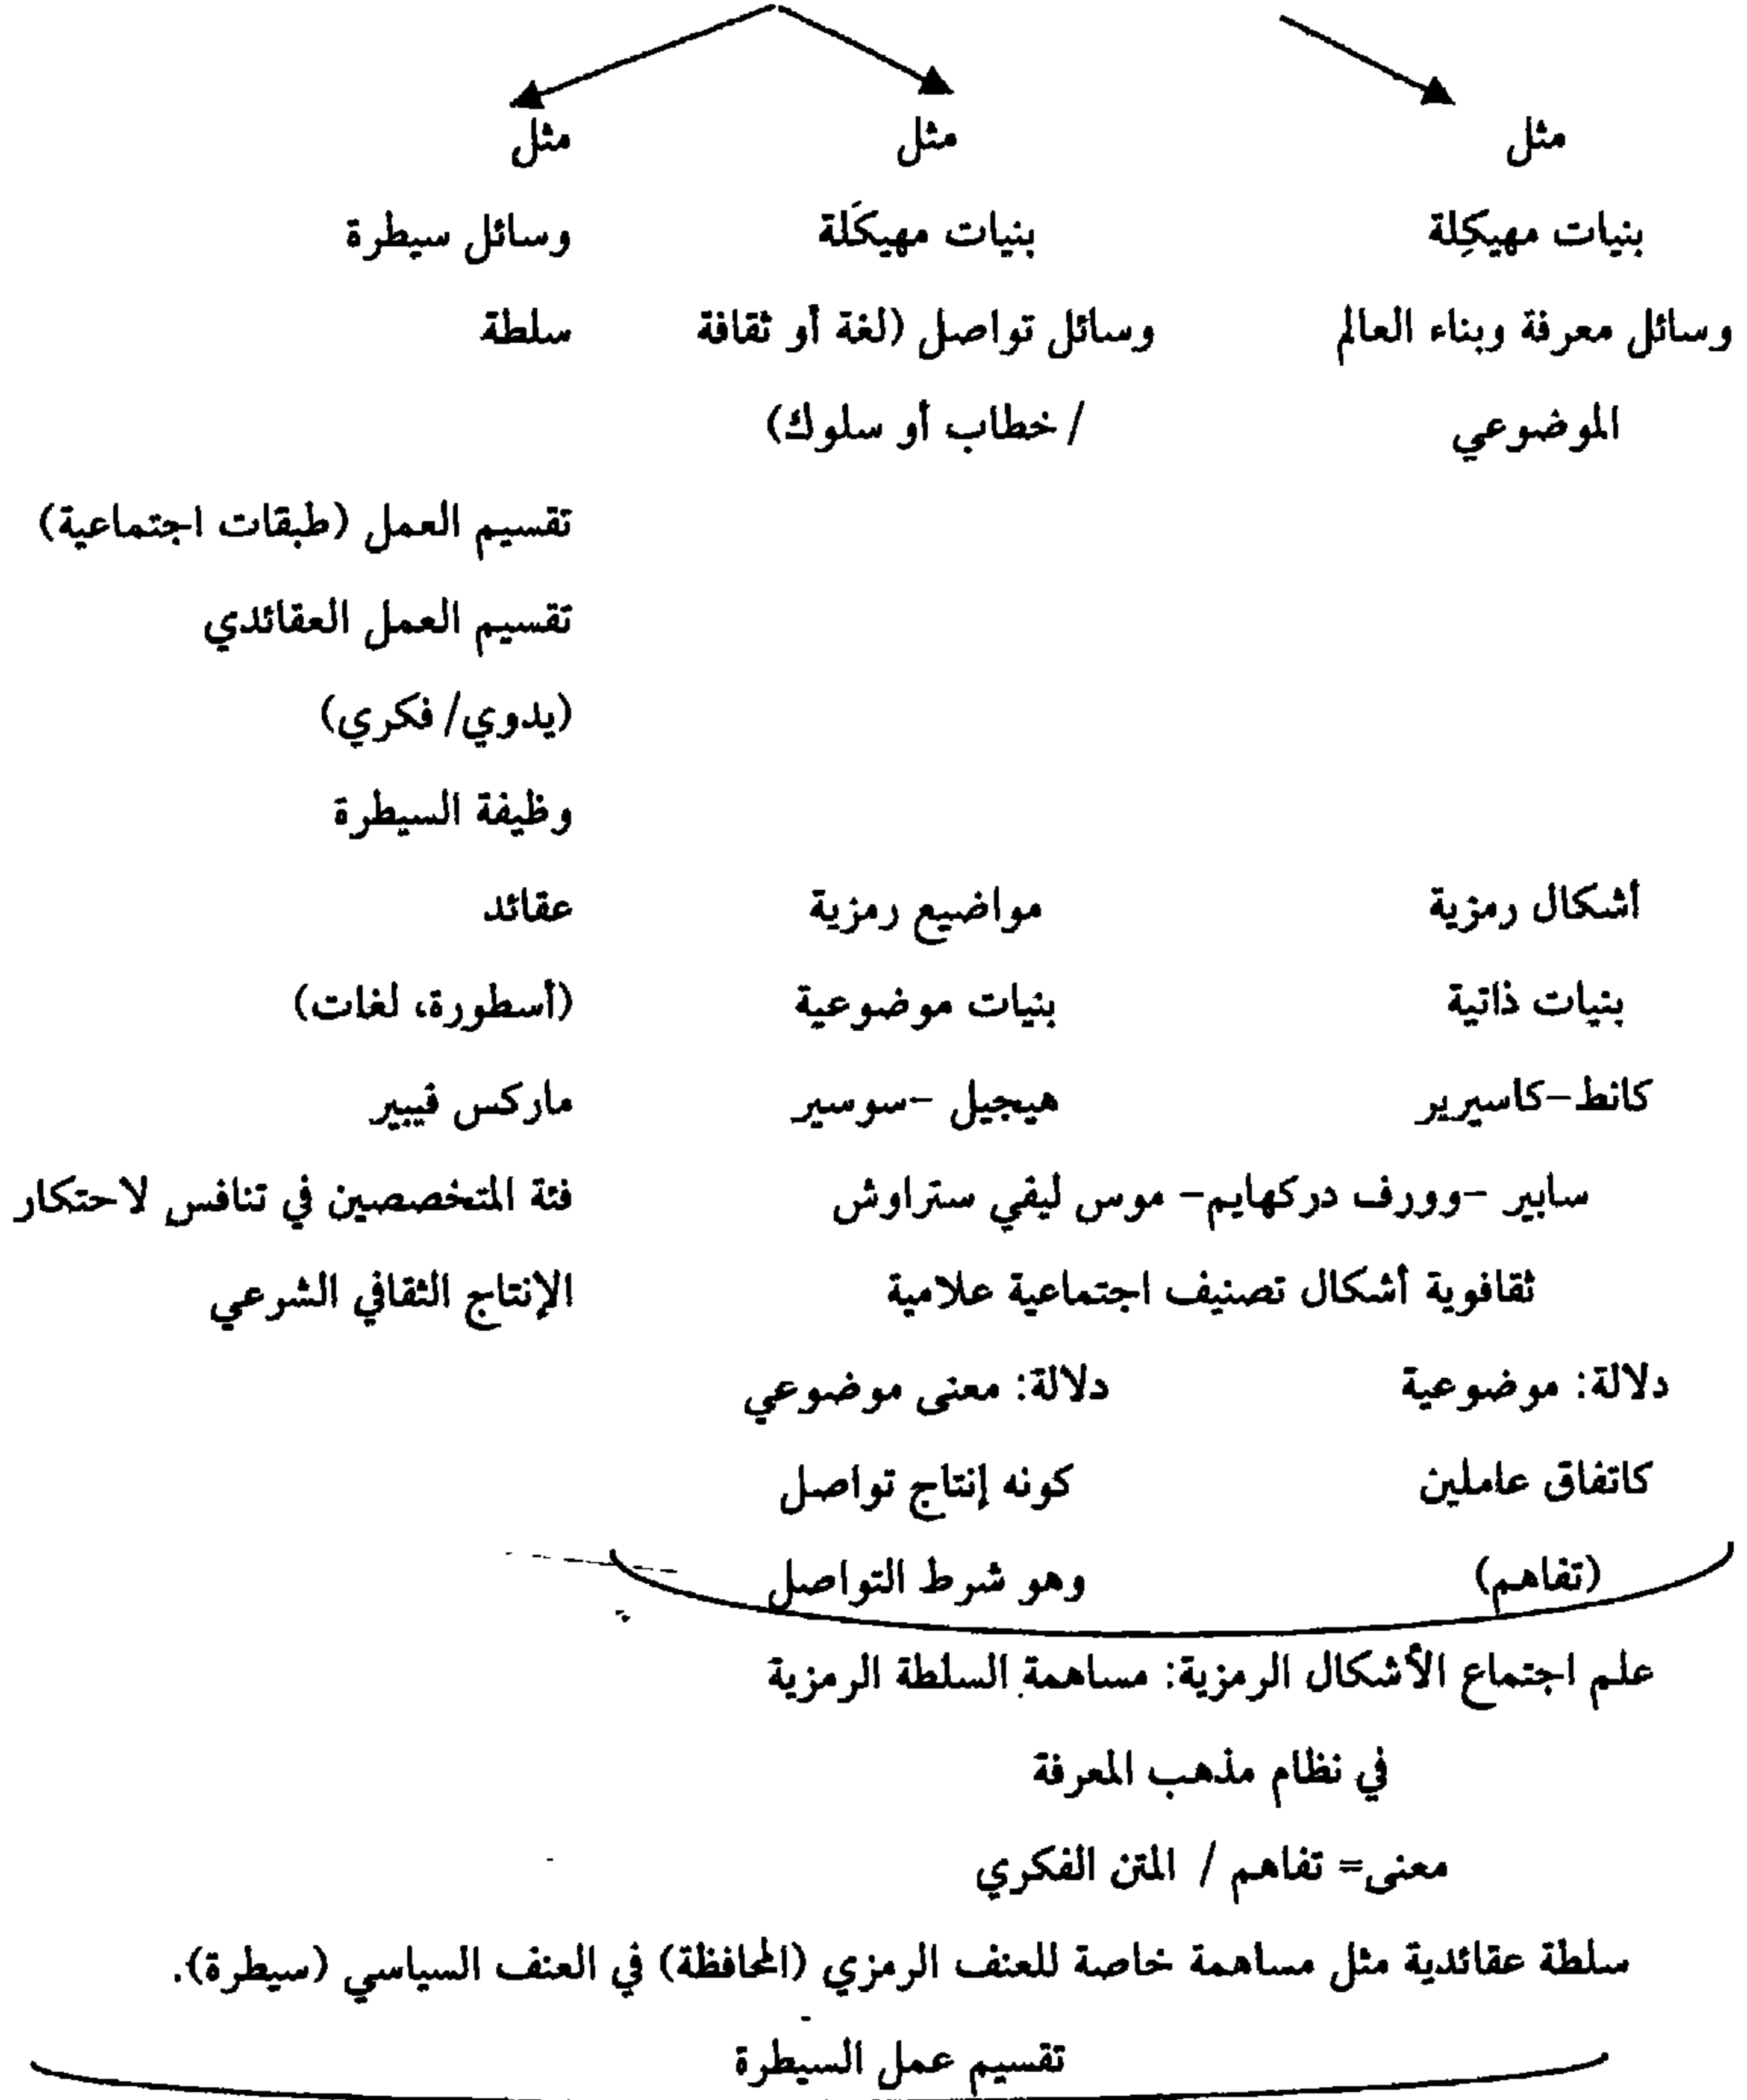 مثل مثل مثل
بنيات مهيكِلة بنيات مهيكَلة وسائل سيطرة
وسائل معرفة وبناء العالم وسائل تواصل (لغة أو ثقافة سلطة
الموضوعي / خطاب أو سلوك)
تقسيم العمل (طبقات اجتماعية)
تقسيم العمل العقائدي
(يدوي/ فكري)
وظيفة السيطرة
أشكال رمزية مواضيع رمزية عقائد
بنيات ذاتية بنيات موضوعية (أسطورة، لغات)
كانط-كاسيرير هيجيل -سوسير ماركس ڤيبير
سابير -وورف دركهايم- موس ليڤي ستراوش فئة المتخصصين في تنافس لاحتكار
ثقافوية أشكال تصنيف اجتماعية علامية الإنتاج الثقافي الشرعي
دلالة: موضوعية دلالة: معنى موضوعي
كاتفاق عاملين كونه إنتاج تواصل
(تفاهم) وهو شرط التواصل
علم اجتماع الأشكال الرمزية: مساهمة السلطة الرمزية
في نظام مذهب المعرفة
معنى= تفاهم / المتن الفكري
سلطة عقائدية مثل مساهمة خاصة للعنف الرمزي (المحافظة) في العنف السياسي (سيطرة).
تقسيم عمل السيطرة